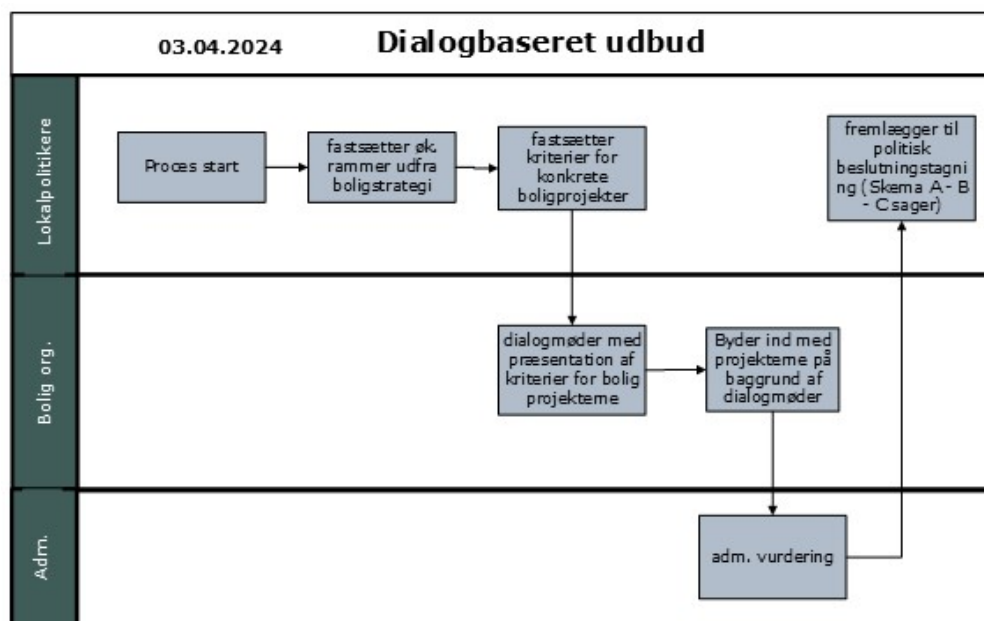 03.04.2024
Dialogbaseret udbud
Lokalpolitikere
Proces start
fastsætter øk.
rammer udfra
boligstrategi
fastsætter
kriterier for
konkrete
boligprojekter
fremlægger til
politisk
beslutningstagni
ng (Skema A - B
- C sager)
Bolig org.
dialogmøder med
præsentation af
kriterier for bolig
projekterne
Byder ind med
projekterne på
baggrund af
dialogmøder
Adm.
adm. vurdering